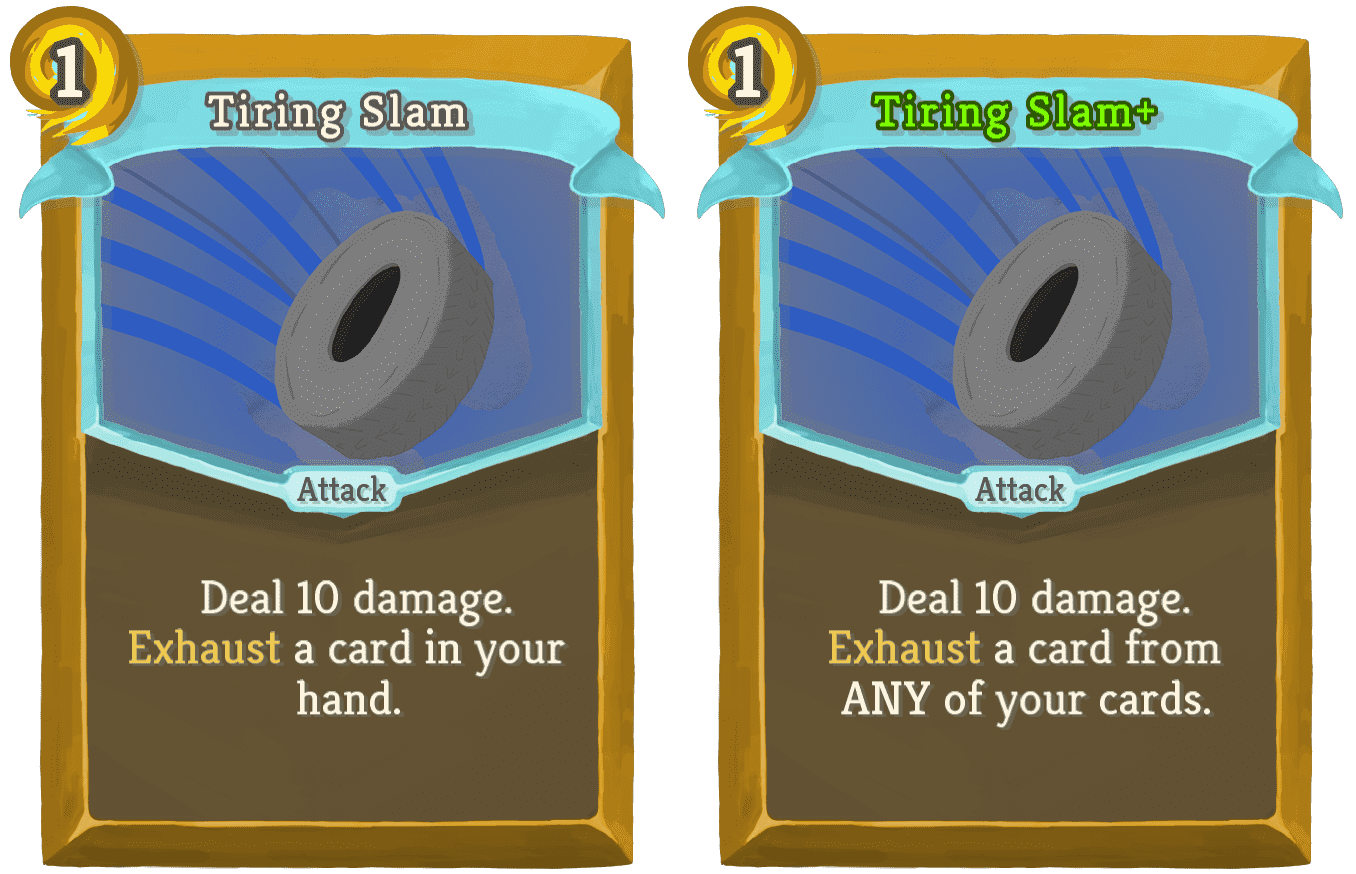 1
Tiring Slam
Attack
Deal 10 damage.
Exhaust a card in your
hand.
1
Tiring Slam+
Attack
Deal 10 damage.
Exhaust a card from
ANY of your cards.